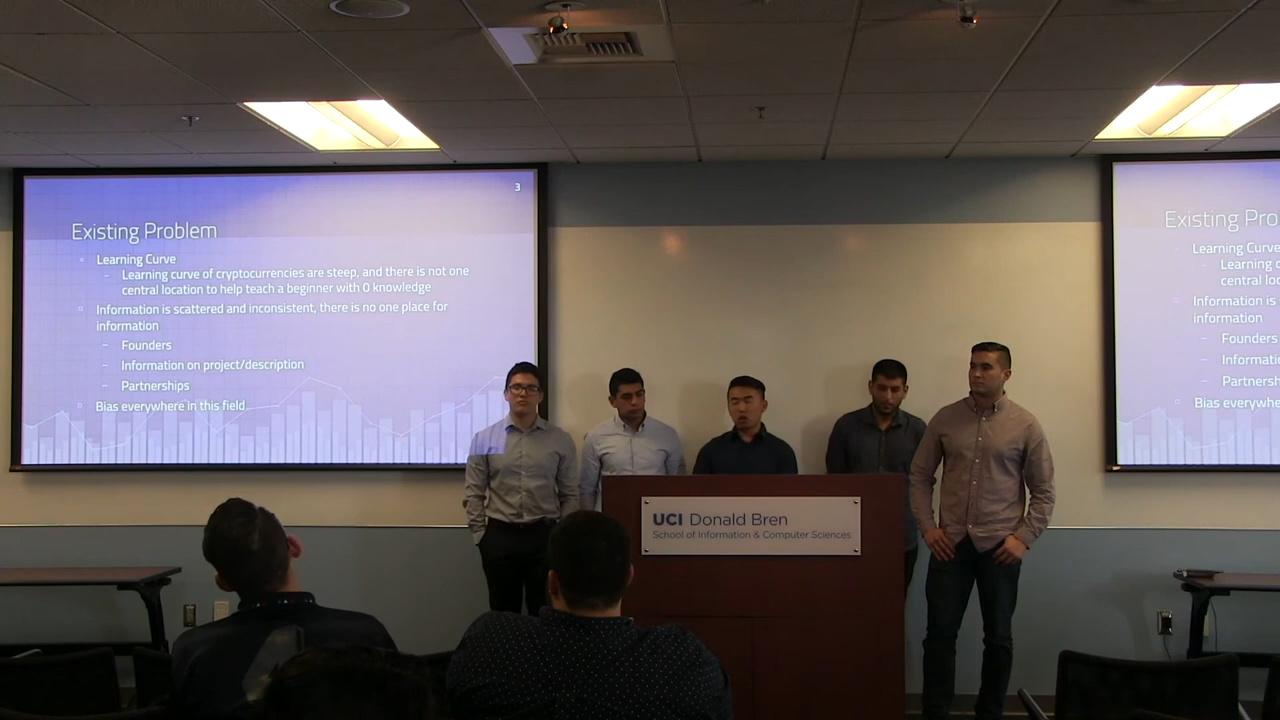 3
Existing Problem
Learning Curve
Learning curve of cryptocurrencies are steep, and there is not one
central location to help teach a beginner with 0 knowledge
Information is scattered and inconsistent, there is no one place for
information
Founders
Information on project/description
Partnerships
Bias everywhere in this field
UCI Donald Bren
School of Information & Computer Sciences
Existing Pro
Learning Curve
Learning c
central loc
Information is
information
Founders
Informatio
Partnersh
Bias everywhe